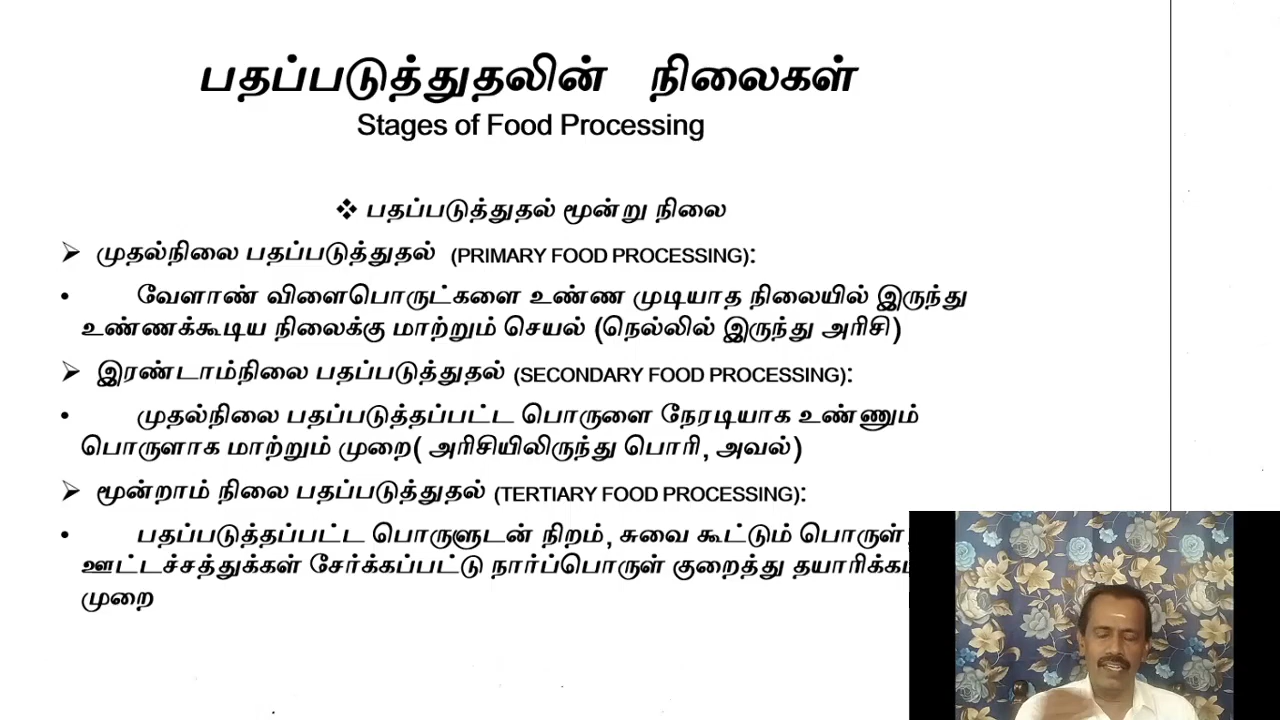 பதப்படுத்துதலின் நிலைகள்
Stages of Food Processing
❖ பதப்படுத்துதல் மூன்று நிலை
➢ முதல்நிலை பதப்படுத்துதல் (PRIMARY FOOD PROCESSING):
• வேளாண் விளைபொருட்களை உண்ண முடியாத நிலையில் இருந்து
உண்ணக்கூடிய நிலைக்கு மாற்றும் செயல் (நெல்லில் இருந்து அரிசி)
➢ இரண்டாம்நிலை பதப்படுத்துதல் (SECONDARY FOOD PROCESSING):
• முதல்நிலை பதப்படுத்தப்பட்ட பொருளை நேரடியாக உண்ணும்
பொருளாக மாற்றும் முறை( அரிசியிலிருந்து பொரி, அவல்)
➢ மூன்றாம் நிலை பதப்படுத்துதல் (TERTIARY FOOD PROCESSING):
• பதப்படுத்தப்பட்ட பொருளுடன் நிறம், சுவை கூட்டும் பொருள்,
ஊட்டச்சத்துக்கள் சேர்க்கப்பட்டு நார்ப்பொருள் குறைத்து
முறை